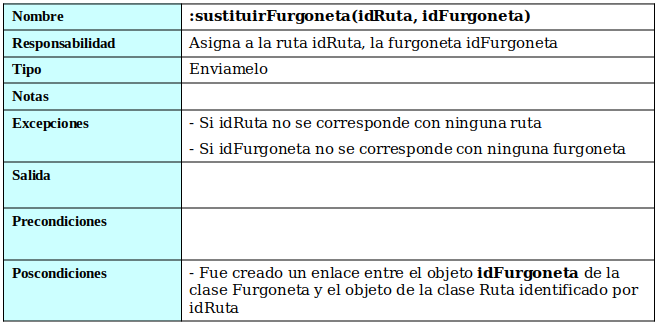 Nombre :sustituirFurgoneta(idRuta, idFurgoneta)
Responsabilidad Asigna a la ruta idRuta, la furgoneta idFurgoneta
Tipo Enviamelo
Notas
Excepciones - Si idRuta no se corresponde con ninguna ruta
- Si idFurgoneta no se corresponde con ninguna furgoneta
Salida
Precondiciones
Poscondiciones - Fue creado un enlace entre el objeto idFurgoneta de la
clase Furgoneta y el objeto de la clase Ruta identificado por
idRuta